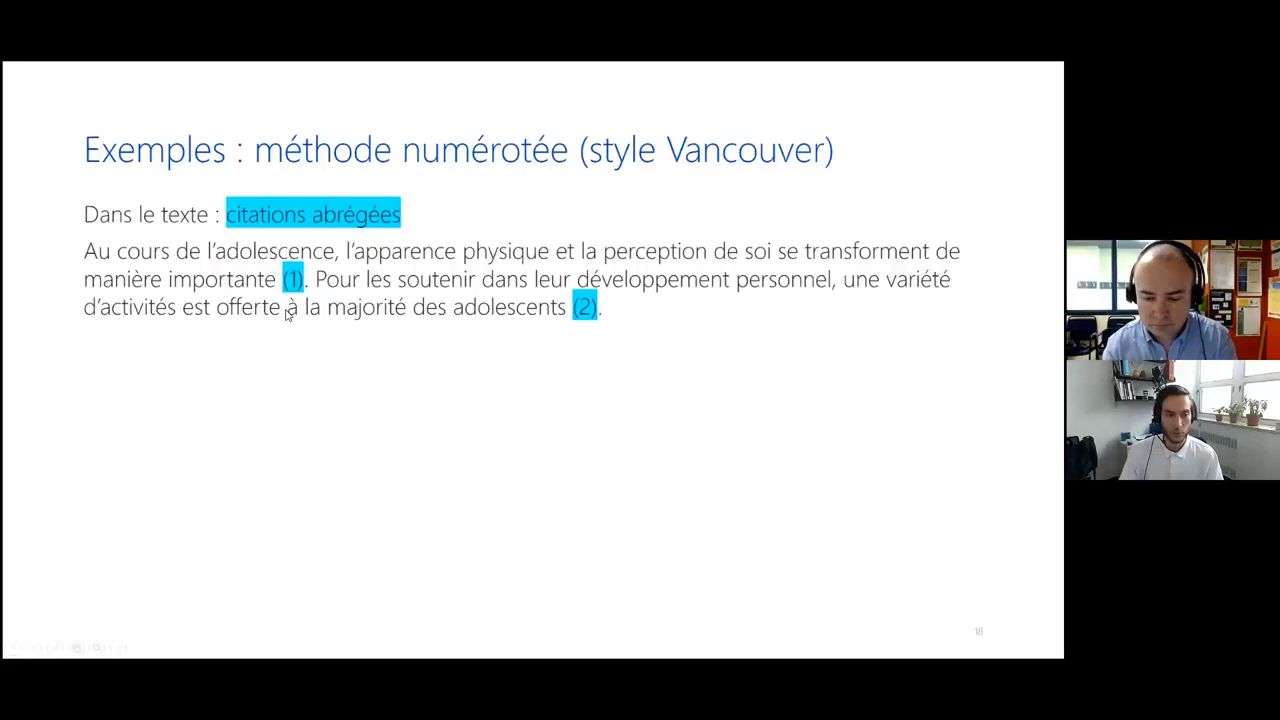 Exemples : méthode numérotée (style Vancouver)
Dans le texte : citations abrégées
Au cours de l’adolescence, l’apparence physique et la perception de soi se transforment de
manière importante (1). Pour les soutenir dans leur développement personnel, une variété
d’activités est offerte à la majorité des adolescents (2).
18